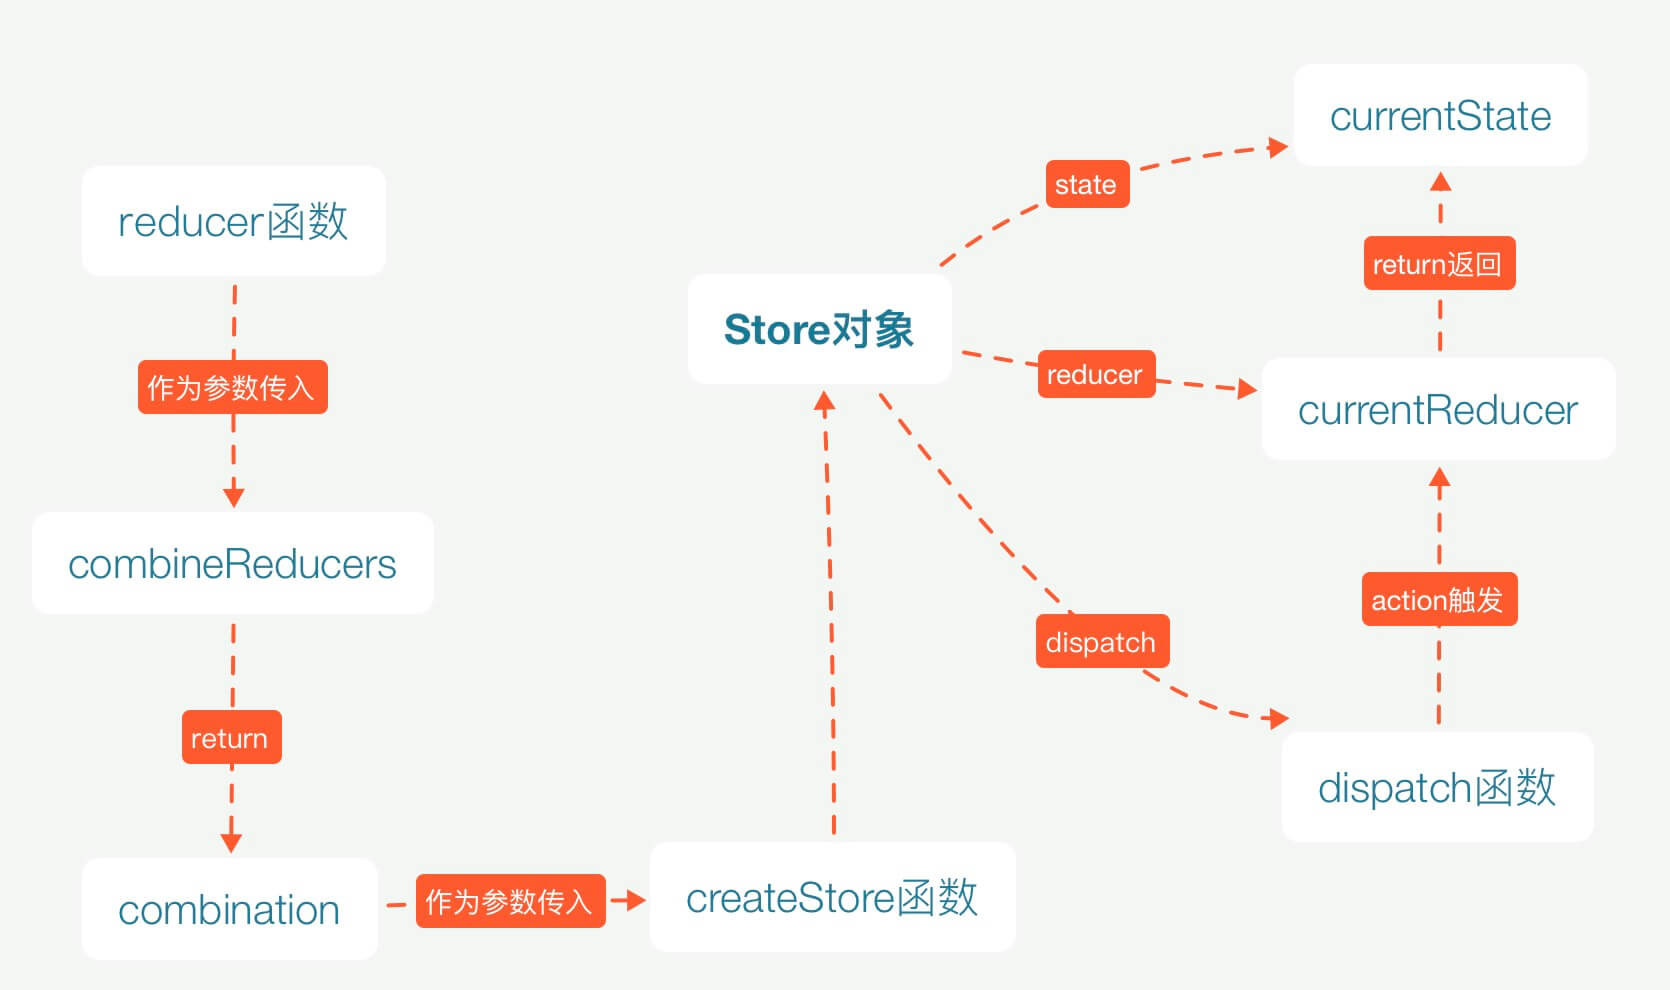 reducer函数
作为参数传入
combineReducers
return
combination
作为参数传入
createStore函数
Store对象
state
reducer
dispatch
currentState
return返回
currentReducer
action触发
dispatch函数